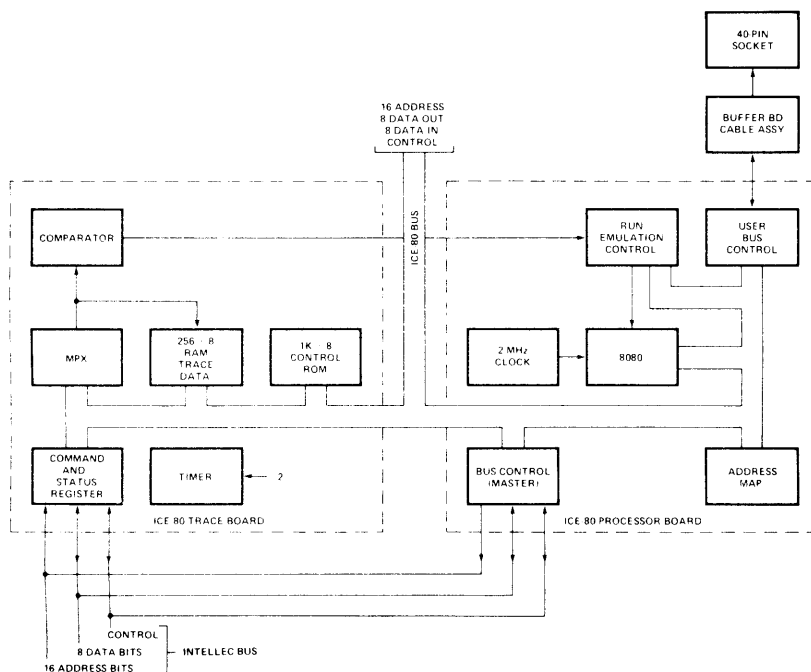 40-PIN
SOCKET
BUFFER BD
CABLE ASSY
16 ADDRESS
8 DATA OUT
8 DATA IN
CONTROL
ICE 80 BUS
COMPARATOR
RUN
EMULATION
CONTROL
USER
BUS
CONTROL
MPX
256 · 8
RAM
TRACE
DATA
1K · 8
CONTROL
ROM
2 MHz
CLOCK
8080
COMMAND
AND
STATUS
REGISTER
TIMER
2
BUS CONTROL
(MASTER)
ADDRESS
MAP
ICE 80 TRACE BOARD
ICE 80 PROCESSOR BOARD
CONTROL
8 DATA BITS
16 ADDRESS BITS
INTELLEC BUS